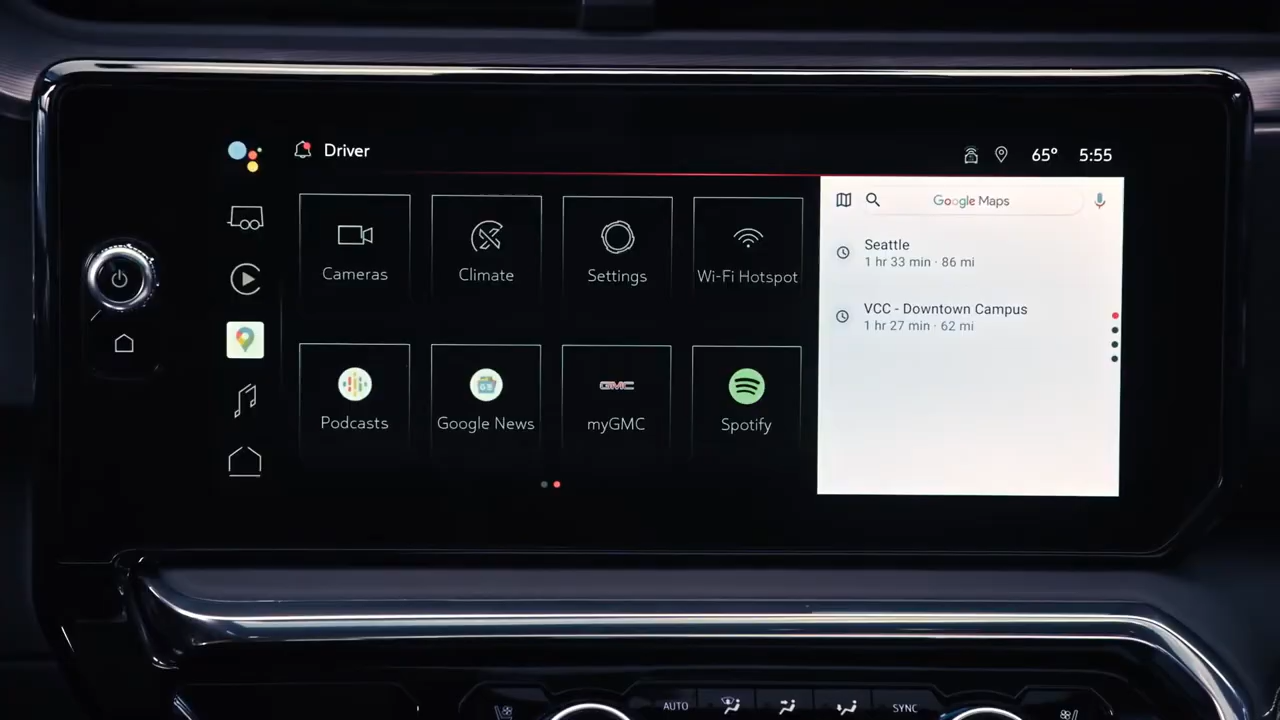 Driver
65° 5:55
Cameras
Climate
Settings
Wi-Fi Hotspot
Podcasts
Google News
GMC
myGMC
Spotify
Google Maps
Seattle
1 hr 33 min · 86 mi
VCC - Downtown Campus
1 hr 27 min · 62 mi
AUTO
SYNC